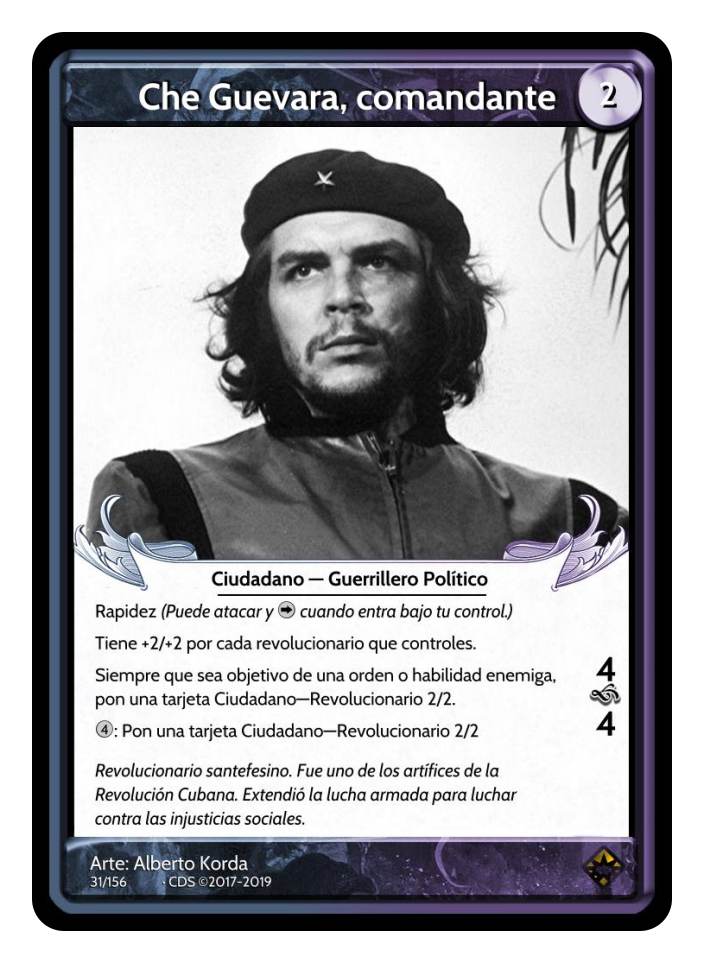 Che Guevara, comandante
2
Ciudadano — Guerrillero Político
Rapidez (Puede atacar y ➡ cuando entra bajo tu control.)
Tiene +2/+2 por cada revolucionario que controles.
Siempre que sea objetivo de una orden o habilidad enemiga,
pon una tarjeta Ciudadano—Revolucionario 2/2.
④: Pon una tarjeta Ciudadano—Revolucionario 2/2
4
4
Revolucionario santefesino. Fue uno de los artífices de la
Revolución Cubana. Extendió la lucha armada para luchar
contra las injusticias sociales.
Arte: Alberto Korda
31/156 · CDS ©2017-2019